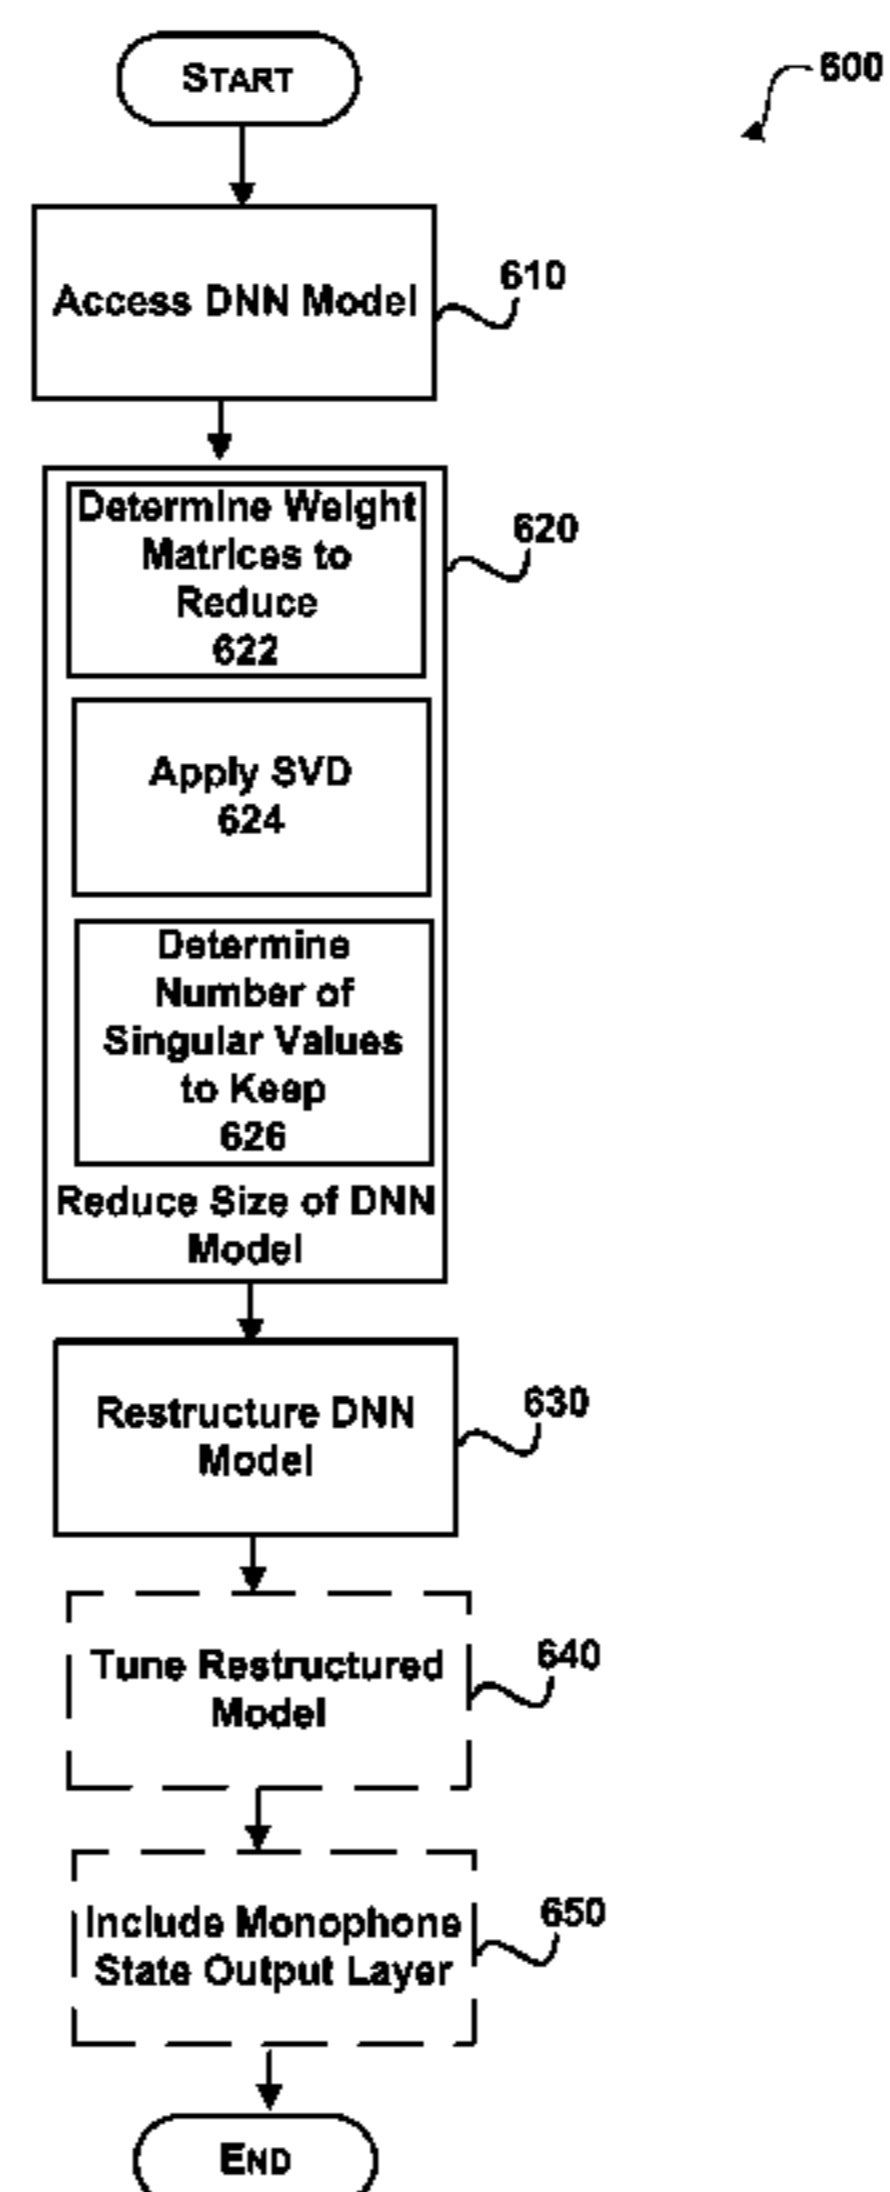 START
600
Access DNN Model
610
Determine Weight
Matrices to
Reduce
622
620
Apply SVD
624
Determine
Number of
Singular Values
to Keep
626
Reduce Size of DNN
Model
Restructure DNN
Model
630
Tune Restructured
Model
640
Include Monophone
State Output Layer
650
END